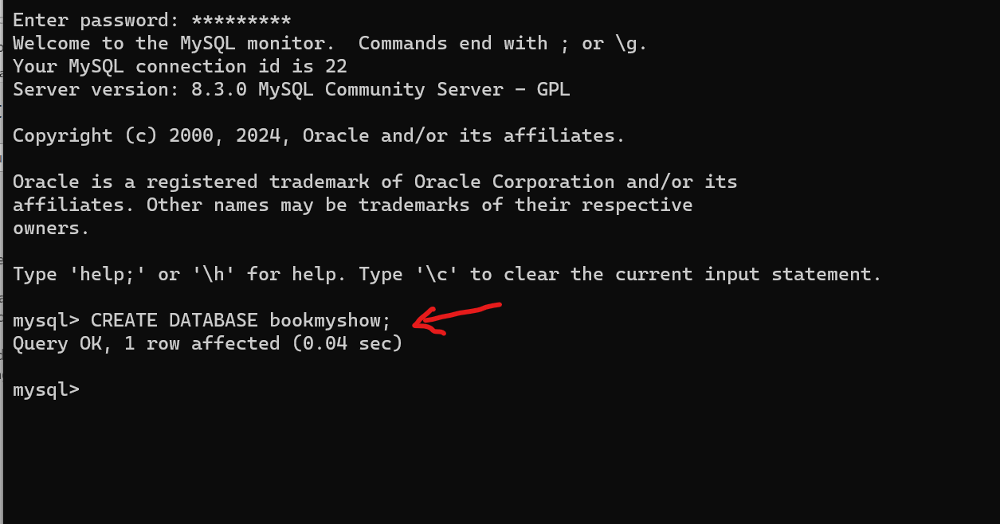 Enter password: *********
Welcome to the MySQL monitor.  Commands end with ; or \g.
Your MySQL connection id is 22
Server version: 8.3.0 MySQL Community Server - GPL
Copyright (c) 2000, 2024, Oracle and/or its affiliates.
Oracle is a registered trademark of Oracle Corporation and/or its
affiliates. Other names may be trademarks of their respective
owners.
Type 'help;' or '\h' for help. Type '\c' to clear the current input statement.
mysql> CREATE DATABASE bookmyshow;
Query OK, 1 row affected (0.04 sec)
mysql>